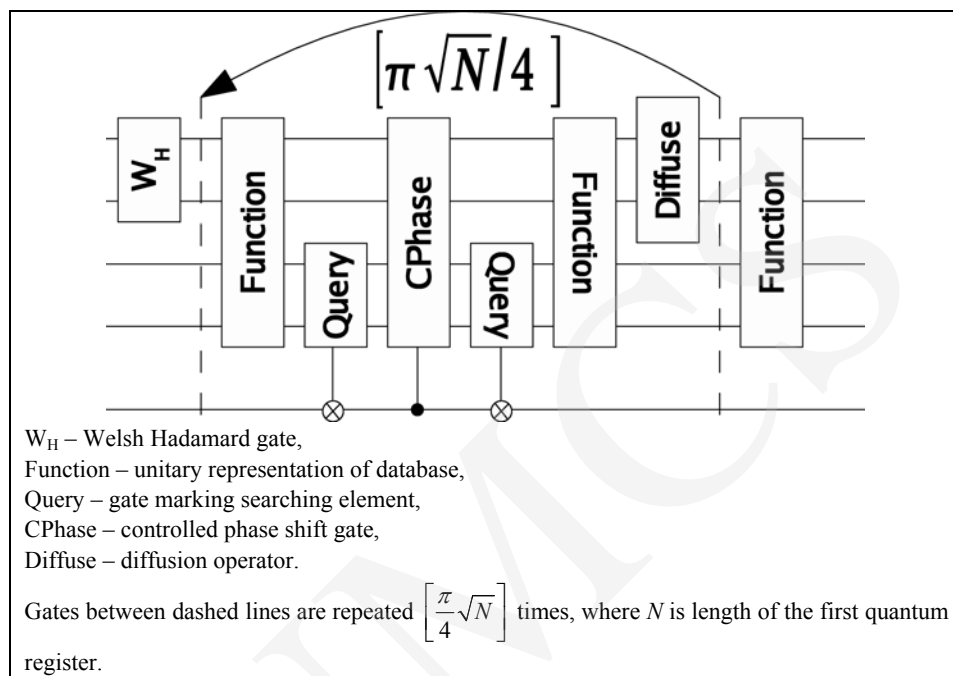 [π √N/4 ]
W_H
Function
Query
CPhase
Query
Function
Diffuse
Function
W_H – Welsh Hadamard gate,
Function – unitary representation of database,
Query – gate marking searching element,
CPhase – controlled phase shift gate,
Diffuse – diffusion operator.
Gates between dashed lines are repeated [π/4 √N] times, where N is length of the first quantum
register.